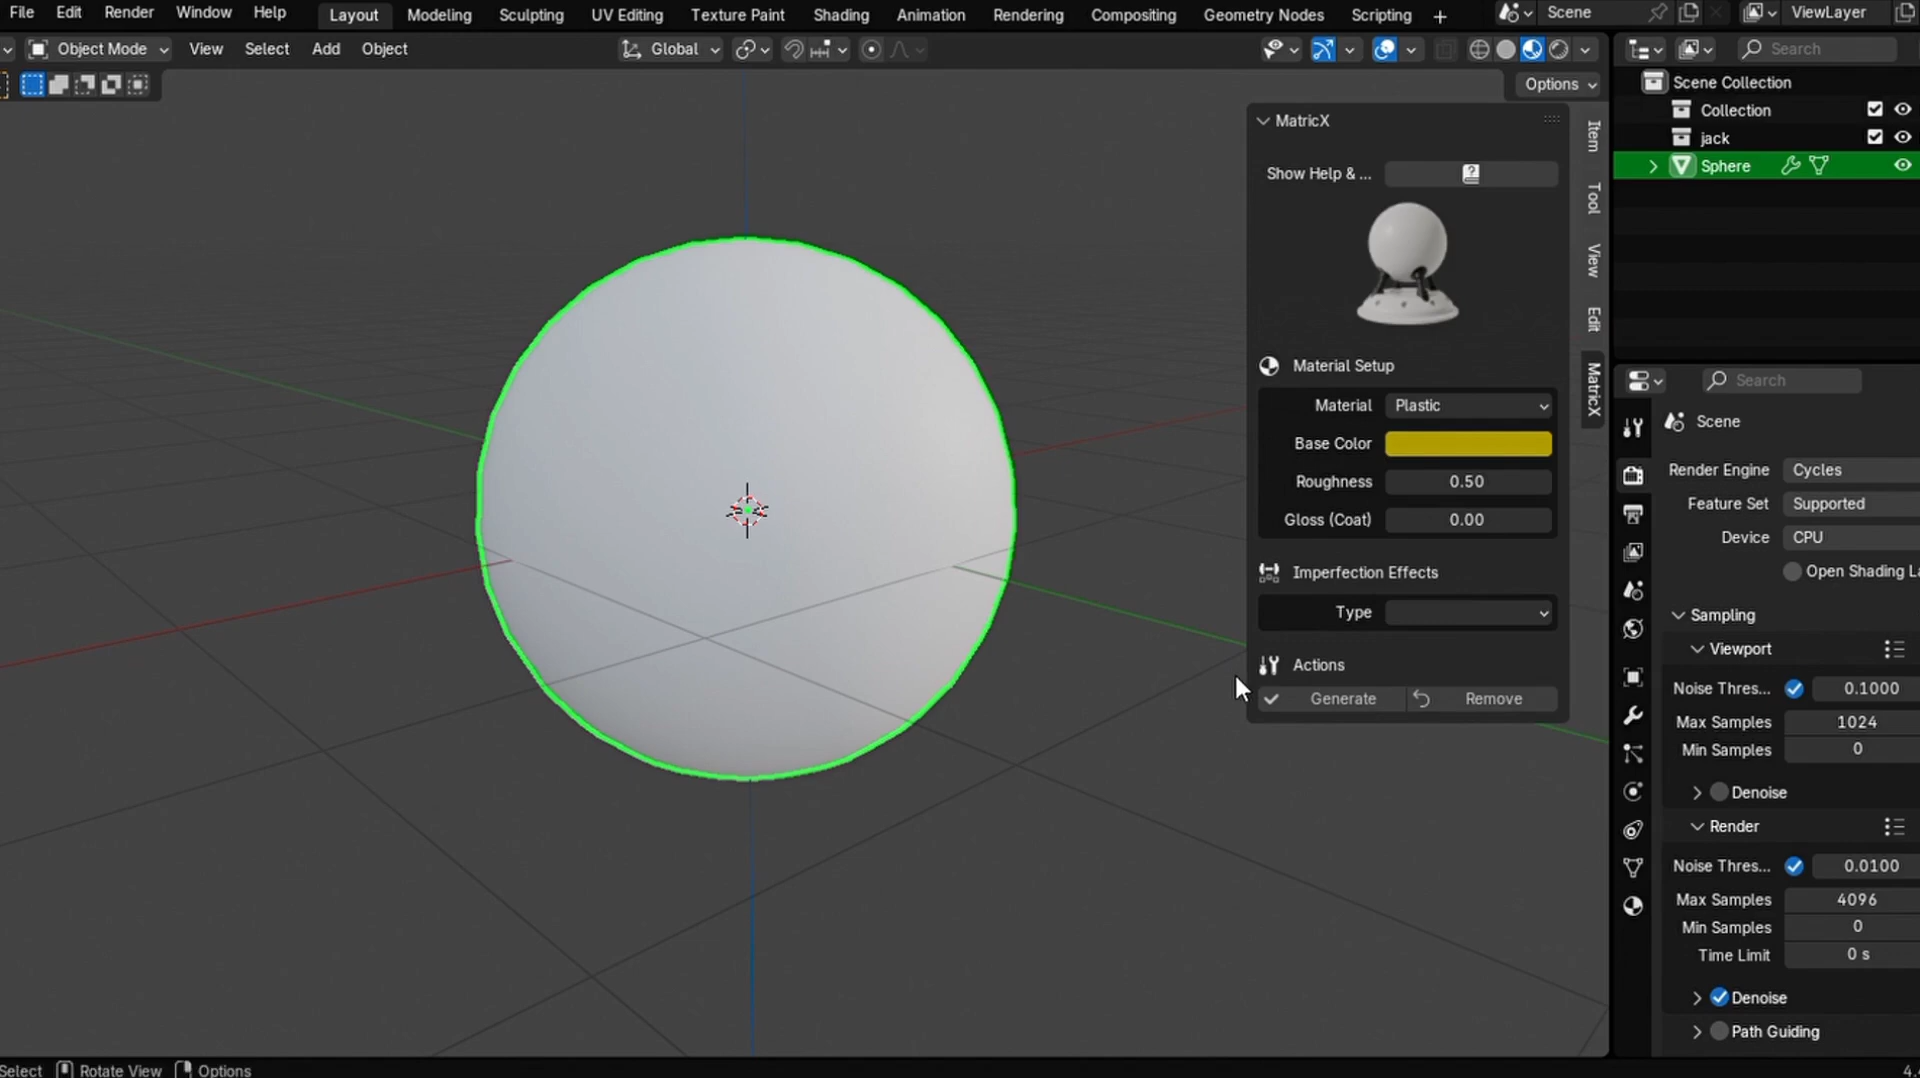 File Edit Render Window Help Layout Modeling Sculpting UV Editing Texture Paint Shading Animation Rendering Compositing Geometry Nodes Scripting + Scene ViewLayer
Object Mode View Select Add Object Global Search
Options
Scene Collection
Collection
jack
Sphere
MatricX
Show Help & ...
Material Setup
Material Plastic
Base Color
Roughness 0.50
Gloss (Coat) 0.00
Imperfection Effects
Type
Actions
Generate Remove
Item
Tool
View
Edit
MatricX
Search
Scene
Render Engine Cycles
Feature Set Supported
Device CPU
Open Shading La
Sampling
Viewport
Noise Thres... 0.1000
Max Samples 1024
Min Samples 0
Denoise
Render
Noise Thres... 0.0100
Max Samples 4096
Min Samples 0
Time Limit 0 s
Denoise
Path Guiding
Select Rotate View Options 4.